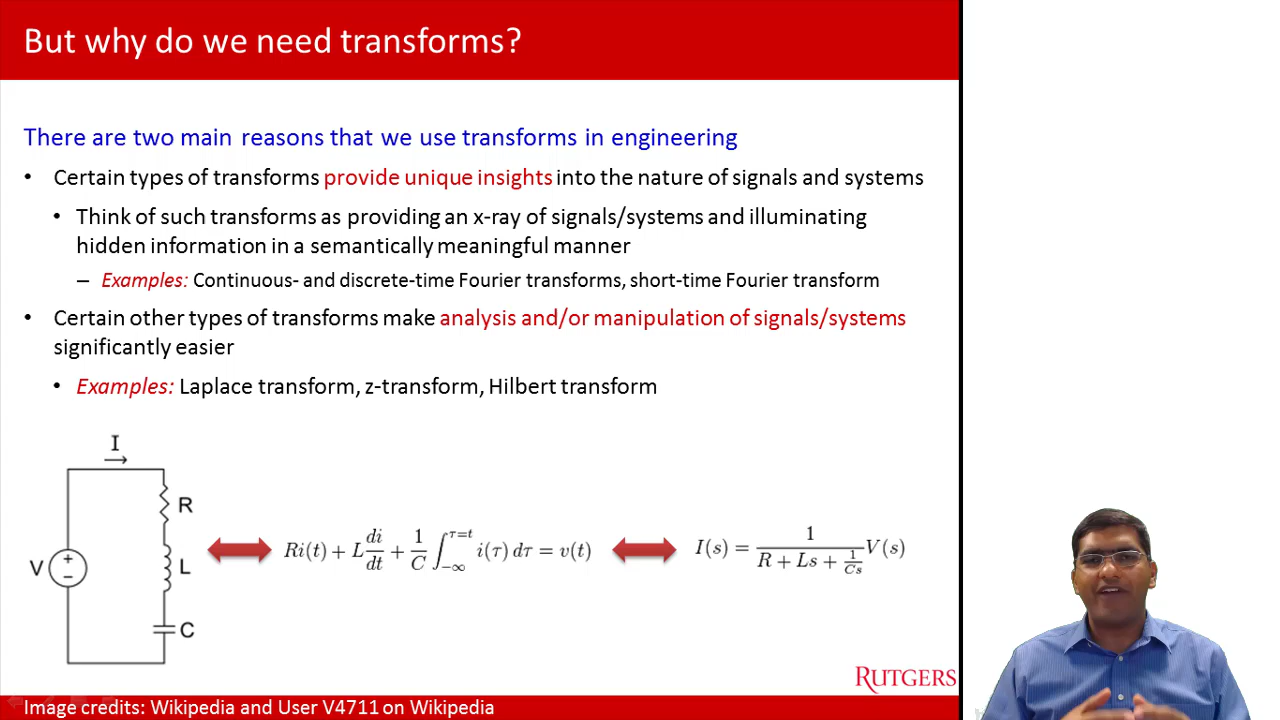 But why do we need transforms?
There are two main reasons that we use transforms in engineering
• Certain types of transforms provide unique insights into the nature of signals and systems
• Think of such transforms as providing an x-ray of signals/systems and illuminating
hidden information in a semantically meaningful manner
– Examples: Continuous- and discrete-time Fourier transforms, short-time Fourier transform
• Certain other types of transforms make analysis and/or manipulation of signals/systems
significantly easier
• Examples: Laplace transform, z-transform, Hilbert transform
I
R
V
L
C
Ri(t) + L di/dt + 1/C ∫_{-∞}^{τ=t} i(τ) dτ = v(t)
I(s) = 1/(R + Ls + 1/Cs) V(s)
RUTGERS
Image credits: Wikipedia and User V4711 on Wikipedia